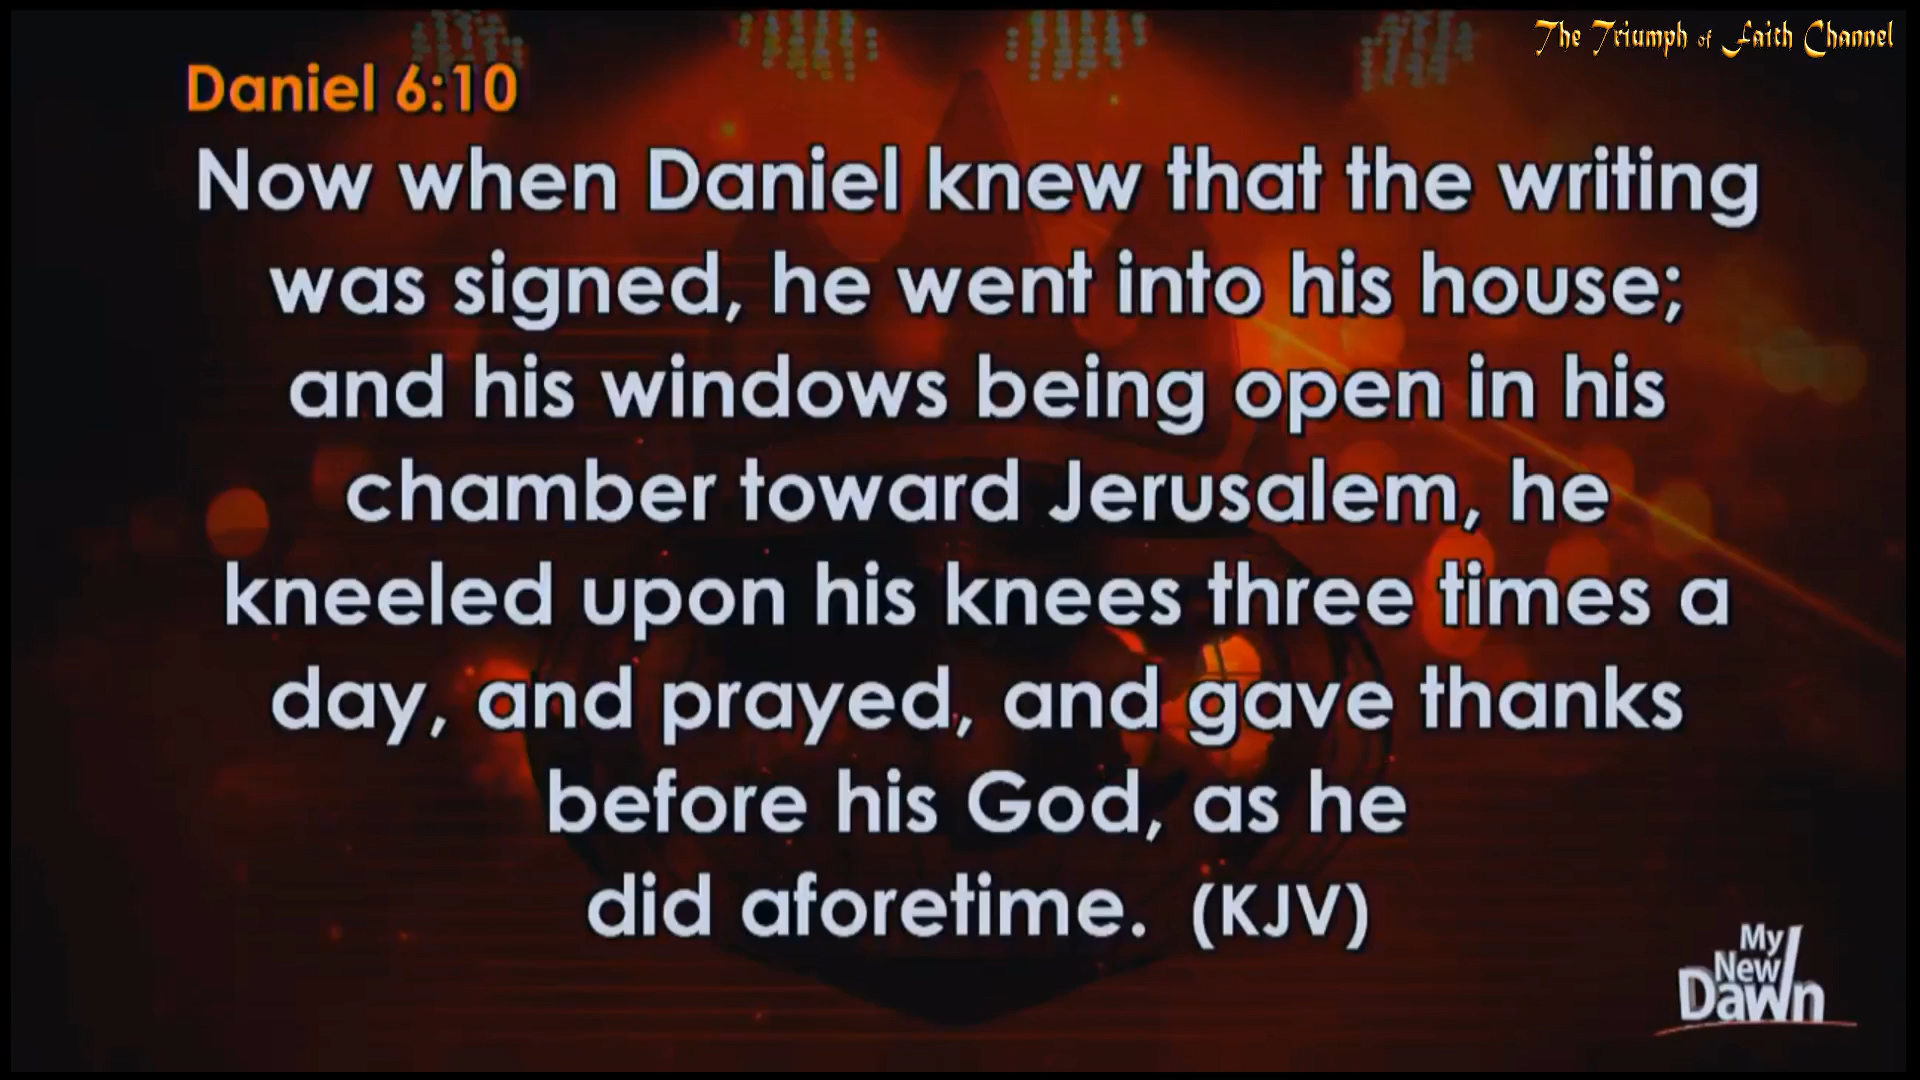 The Triumph of Faith Channel
Daniel 6:10
Now when Daniel knew that the writing
was signed, he went into his house;
and his windows being open in his
chamber toward Jerusalem, he
kneeled upon his knees three times a
day, and prayed, and gave thanks
before his God, as he
did aforetime. (KJV)
My
New
Dawn